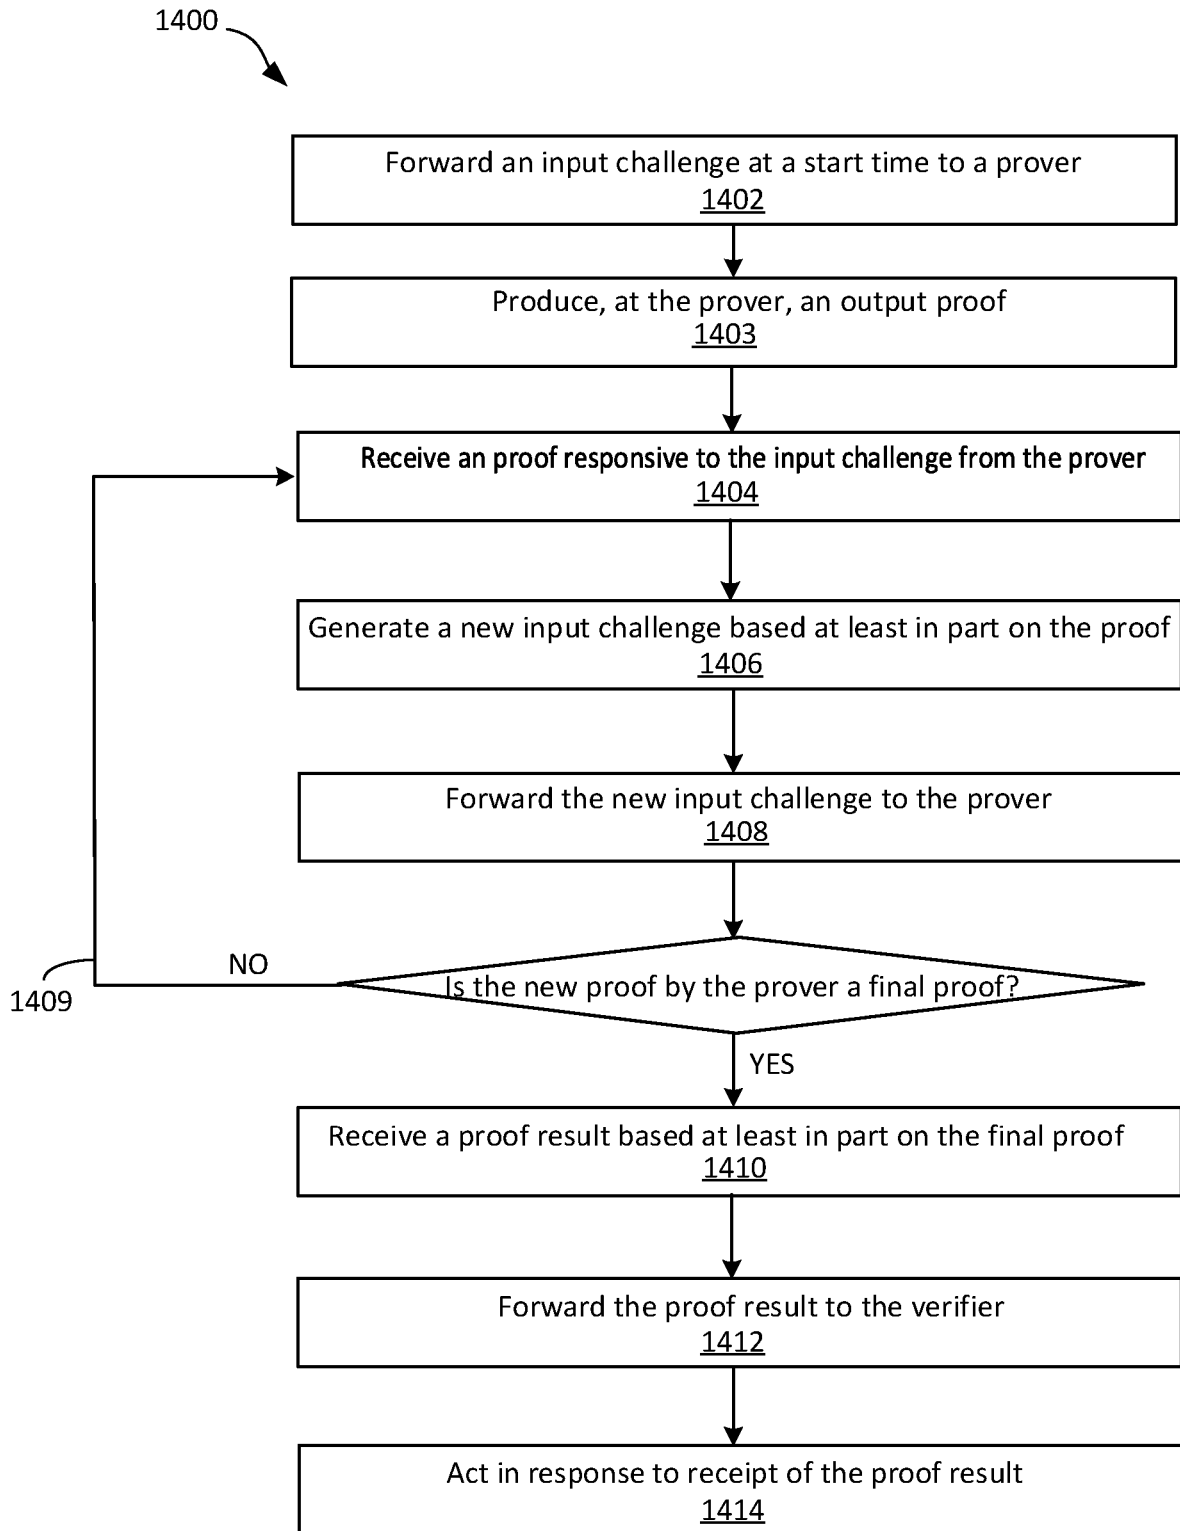 1400
Forward an input challenge at a start time to a prover
1402
Produce, at the prover, an output proof
1403
Receive an proof responsive to the input challenge from the prover
1404
Generate a new input challenge based at least in part on the proof
1406
Forward the new input challenge to the prover
1408
NO
Is the new proof by the prover a final proof?
1409
YES
Receive a proof result based at least in part on the final proof
1410
Forward the proof result to the verifier
1412
Act in response to receipt of the proof result
1414